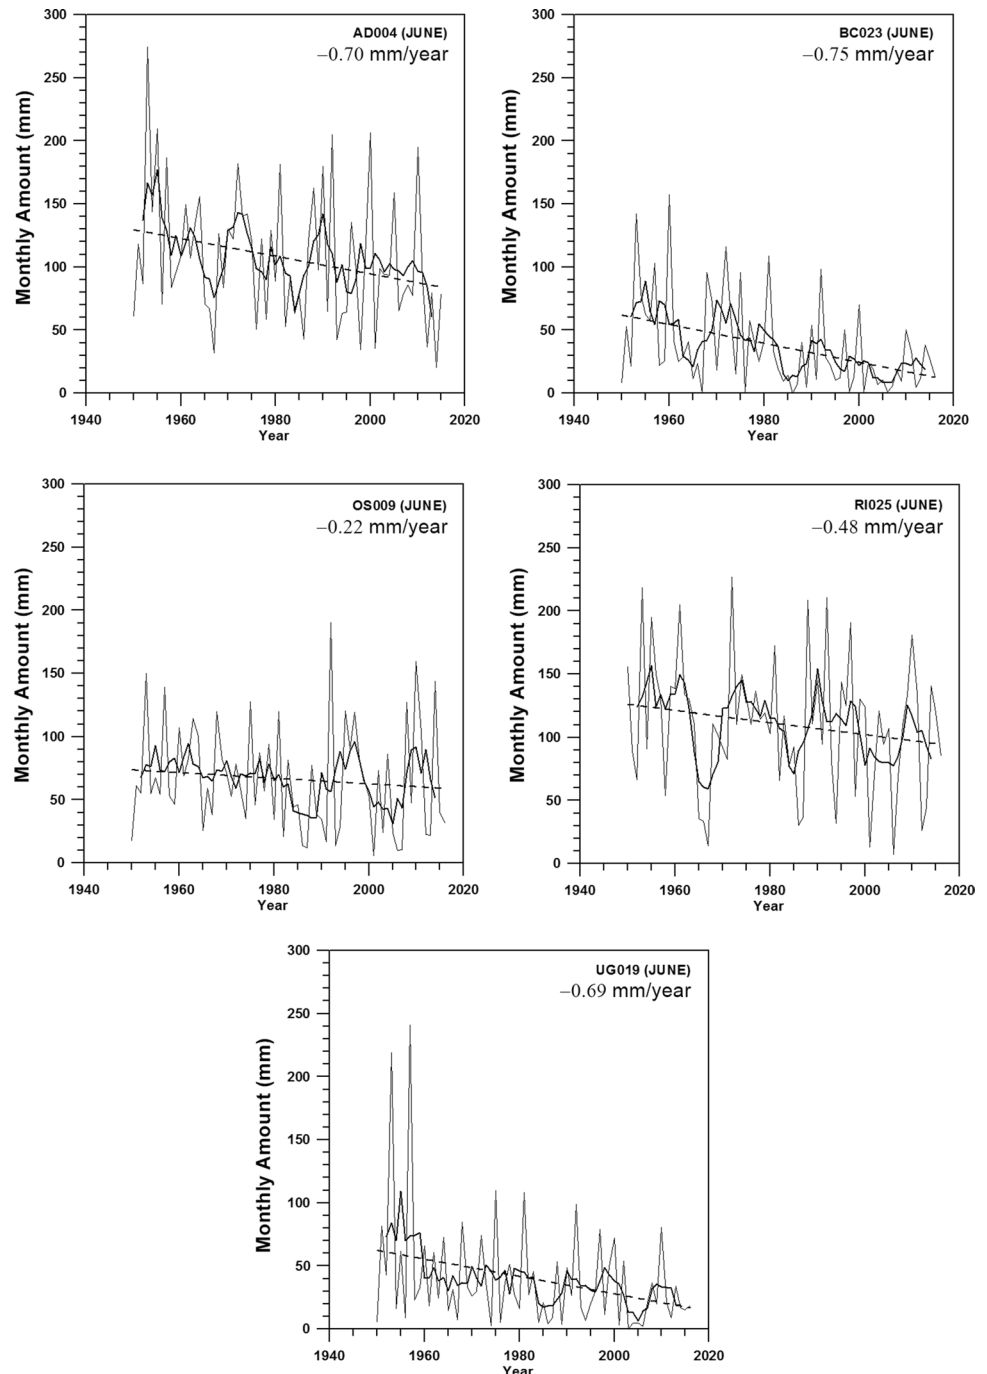 300
250
200
150
100
50
0
Monthly Amount (mm)
AD004 (JUNE)
−0.70 mm/year
1940 1960 1980 2000 2020
Year
300
250
200
150
100
50
0
Monthly Amount (mm)
BC023 (JUNE)
−0.75 mm/year
1940 1960 1980 2000 2020
Year
300
250
200
150
100
50
0
Monthly Amount (mm)
OS009 (JUNE)
−0.22 mm/year
1940 1960 1980 2000 2020
Year
300
250
200
150
100
50
0
Monthly Amount (mm)
RI025 (JUNE)
−0.48 mm/year
1940 1960 1980 2000 2020
Year
300
250
200
150
100
50
0
Monthly Amount (mm)
UG019 (JUNE)
−0.69 mm/year
1940 1960 1980 2000 2020
Year